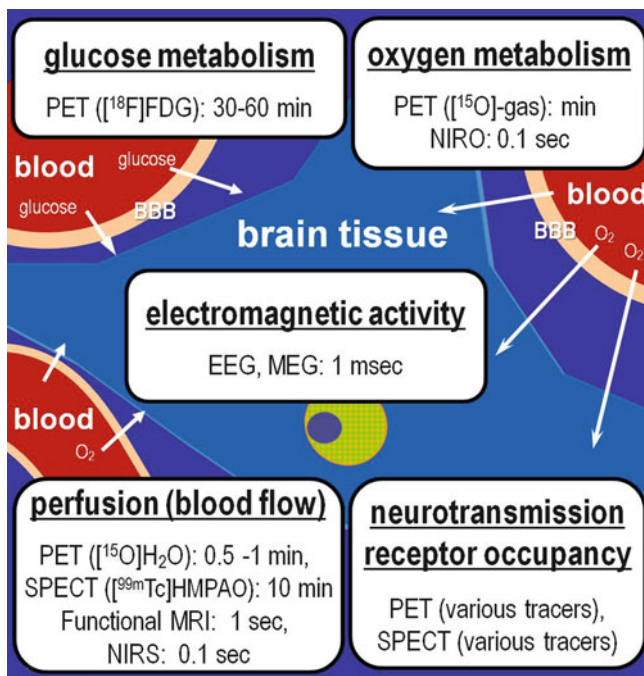 glucose metabolism
PET ([¹⁸F]FDG): 30-60 min
oxygen metabolism
PET ([¹⁵O]-gas): min
NIRO: 0.1 sec
blood
glucose
glucose
BBB
brain tissue
blood
BBB
O₂
O₂
electromagnetic activity
EEG, MEG: 1 msec
blood
O₂
perfusion (blood flow)
PET ([¹⁵O]H₂O): 0.5 -1 min,
SPECT ([⁹⁹ᵐTc]HMPAO): 10 min
Functional MRI: 1 sec,
NIRS: 0.1 sec
neurotransmission
receptor occupancy
PET (various tracers),
SPECT (various tracers)